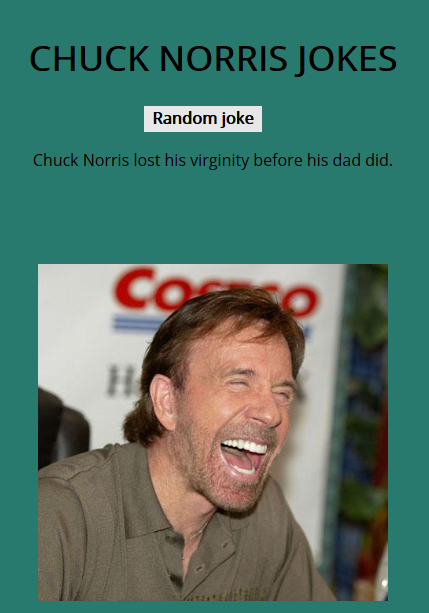 CHUCK NORRIS JOKES
Random joke
Chuck Norris lost his virginity before his dad did.
Costco